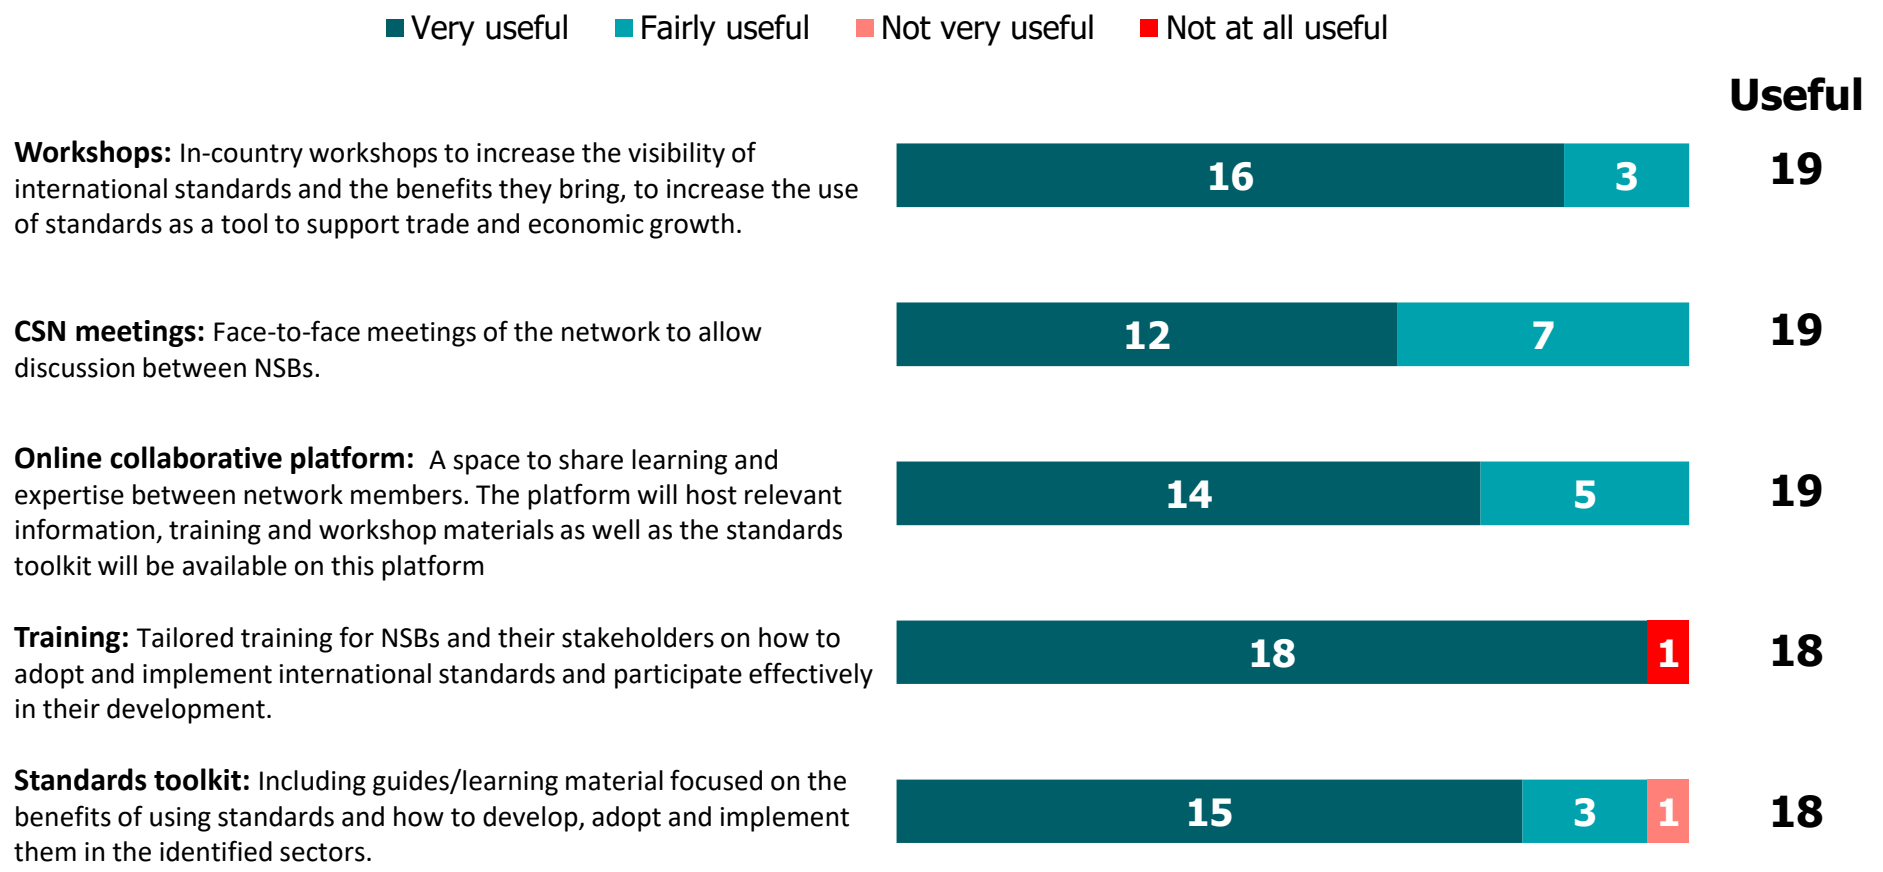 Very useful Fairly useful Not very useful Not at all useful
Useful
Workshops: In-country workshops to increase the visibility of
international standards and the benefits they bring, to increase the use
of standards as a tool to support trade and economic growth.
16 3 19
CSN meetings: Face-to-face meetings of the network to allow
discussion between NSBs.
12 7 19
Online collaborative platform: A space to share learning and
expertise between network members. The platform will host relevant
information, training and workshop materials as well as the standards
toolkit will be available on this platform
14 5 19
Training: Tailored training for NSBs and their stakeholders on how to
adopt and implement international standards and participate effectively
in their development.
18 1 18
Standards toolkit: Including guides/learning material focused on the
benefits of using standards and how to develop, adopt and implement
them in the identified sectors.
15 3 1 18